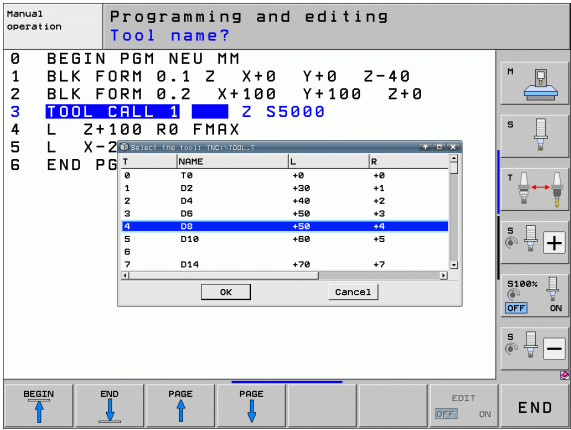 Manual operation
Programming and editing
Tool name?
0 BEGIN PGM NEU MM
1 BLK FORM 0.1 Z X+0 Y+0 Z-40
2 BLK FORM 0.2 X+100 Y+100 Z+0
3 TOOL CALL 1 Z S5000
4 L Z+100 R0 FMAX
5 L X-2
6 END PG
Select the tool: TNC:\TOOL.T
T NAME L R
0 T0 +0 +0
1 D2 +30 +1
2 D4 +40 +2
3 D6 +50 +3
4 D8 +50 +4
5 D10 +60 +5
6
7 D14 +70 +7
OK Cancel
M
S
T
S
S100%
OFF ON
S
BEGIN END PAGE PAGE EDIT OFF ON END